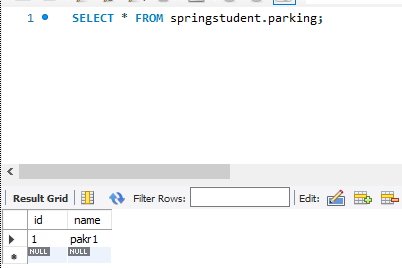 1 SELECT * FROM springstudent.parking;
Result Grid Filter Rows: Edit:
id name
1 pakr1
NULL NULL